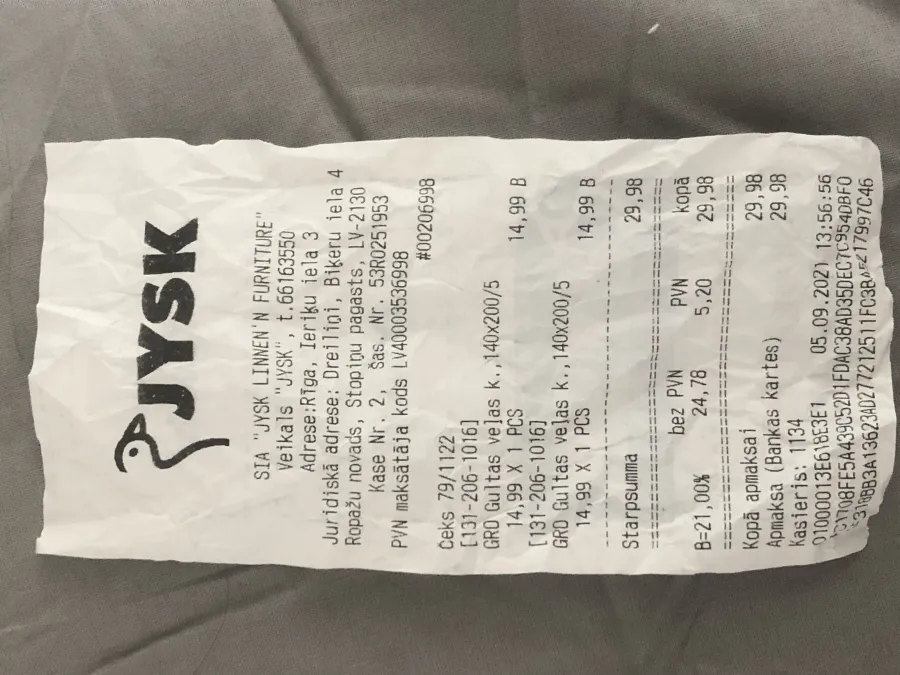 JYSK
SIA "JYSK LINNEN'N FURNITURE"
Veikals "JYSK", t.66163550
Adrese:Rīga, Ieriķu iela 3
Juridiskā adrese: Dreiliņi, Biķeru iela 4
Ropažu novads, Stopiņu pagasts, LV-2130
Kase Nr. 2, Šas. Nr. 53R0251953
PVN maksātāja kods LV40003536998
#00206998
Čeks 79/1122
[131-206-1016]
GRD Gultas veļas k.,140x200/5
14,99 X 1 PCS 14,99 B
[131-206-1016]
GRD Gultas veļas k.,140x200/5
14,99 X 1 PCS 14,99 B
Starpsumma 29,98
bez PVN PVN kopā
B=21,00% 24,78 5,20 29,98
Kopā apmaksai 29,98
Apmaksa (Bankas kartes) 29,98
Kasieris: 1134
01000013E618E3E1 05.09.2021 13:56:56